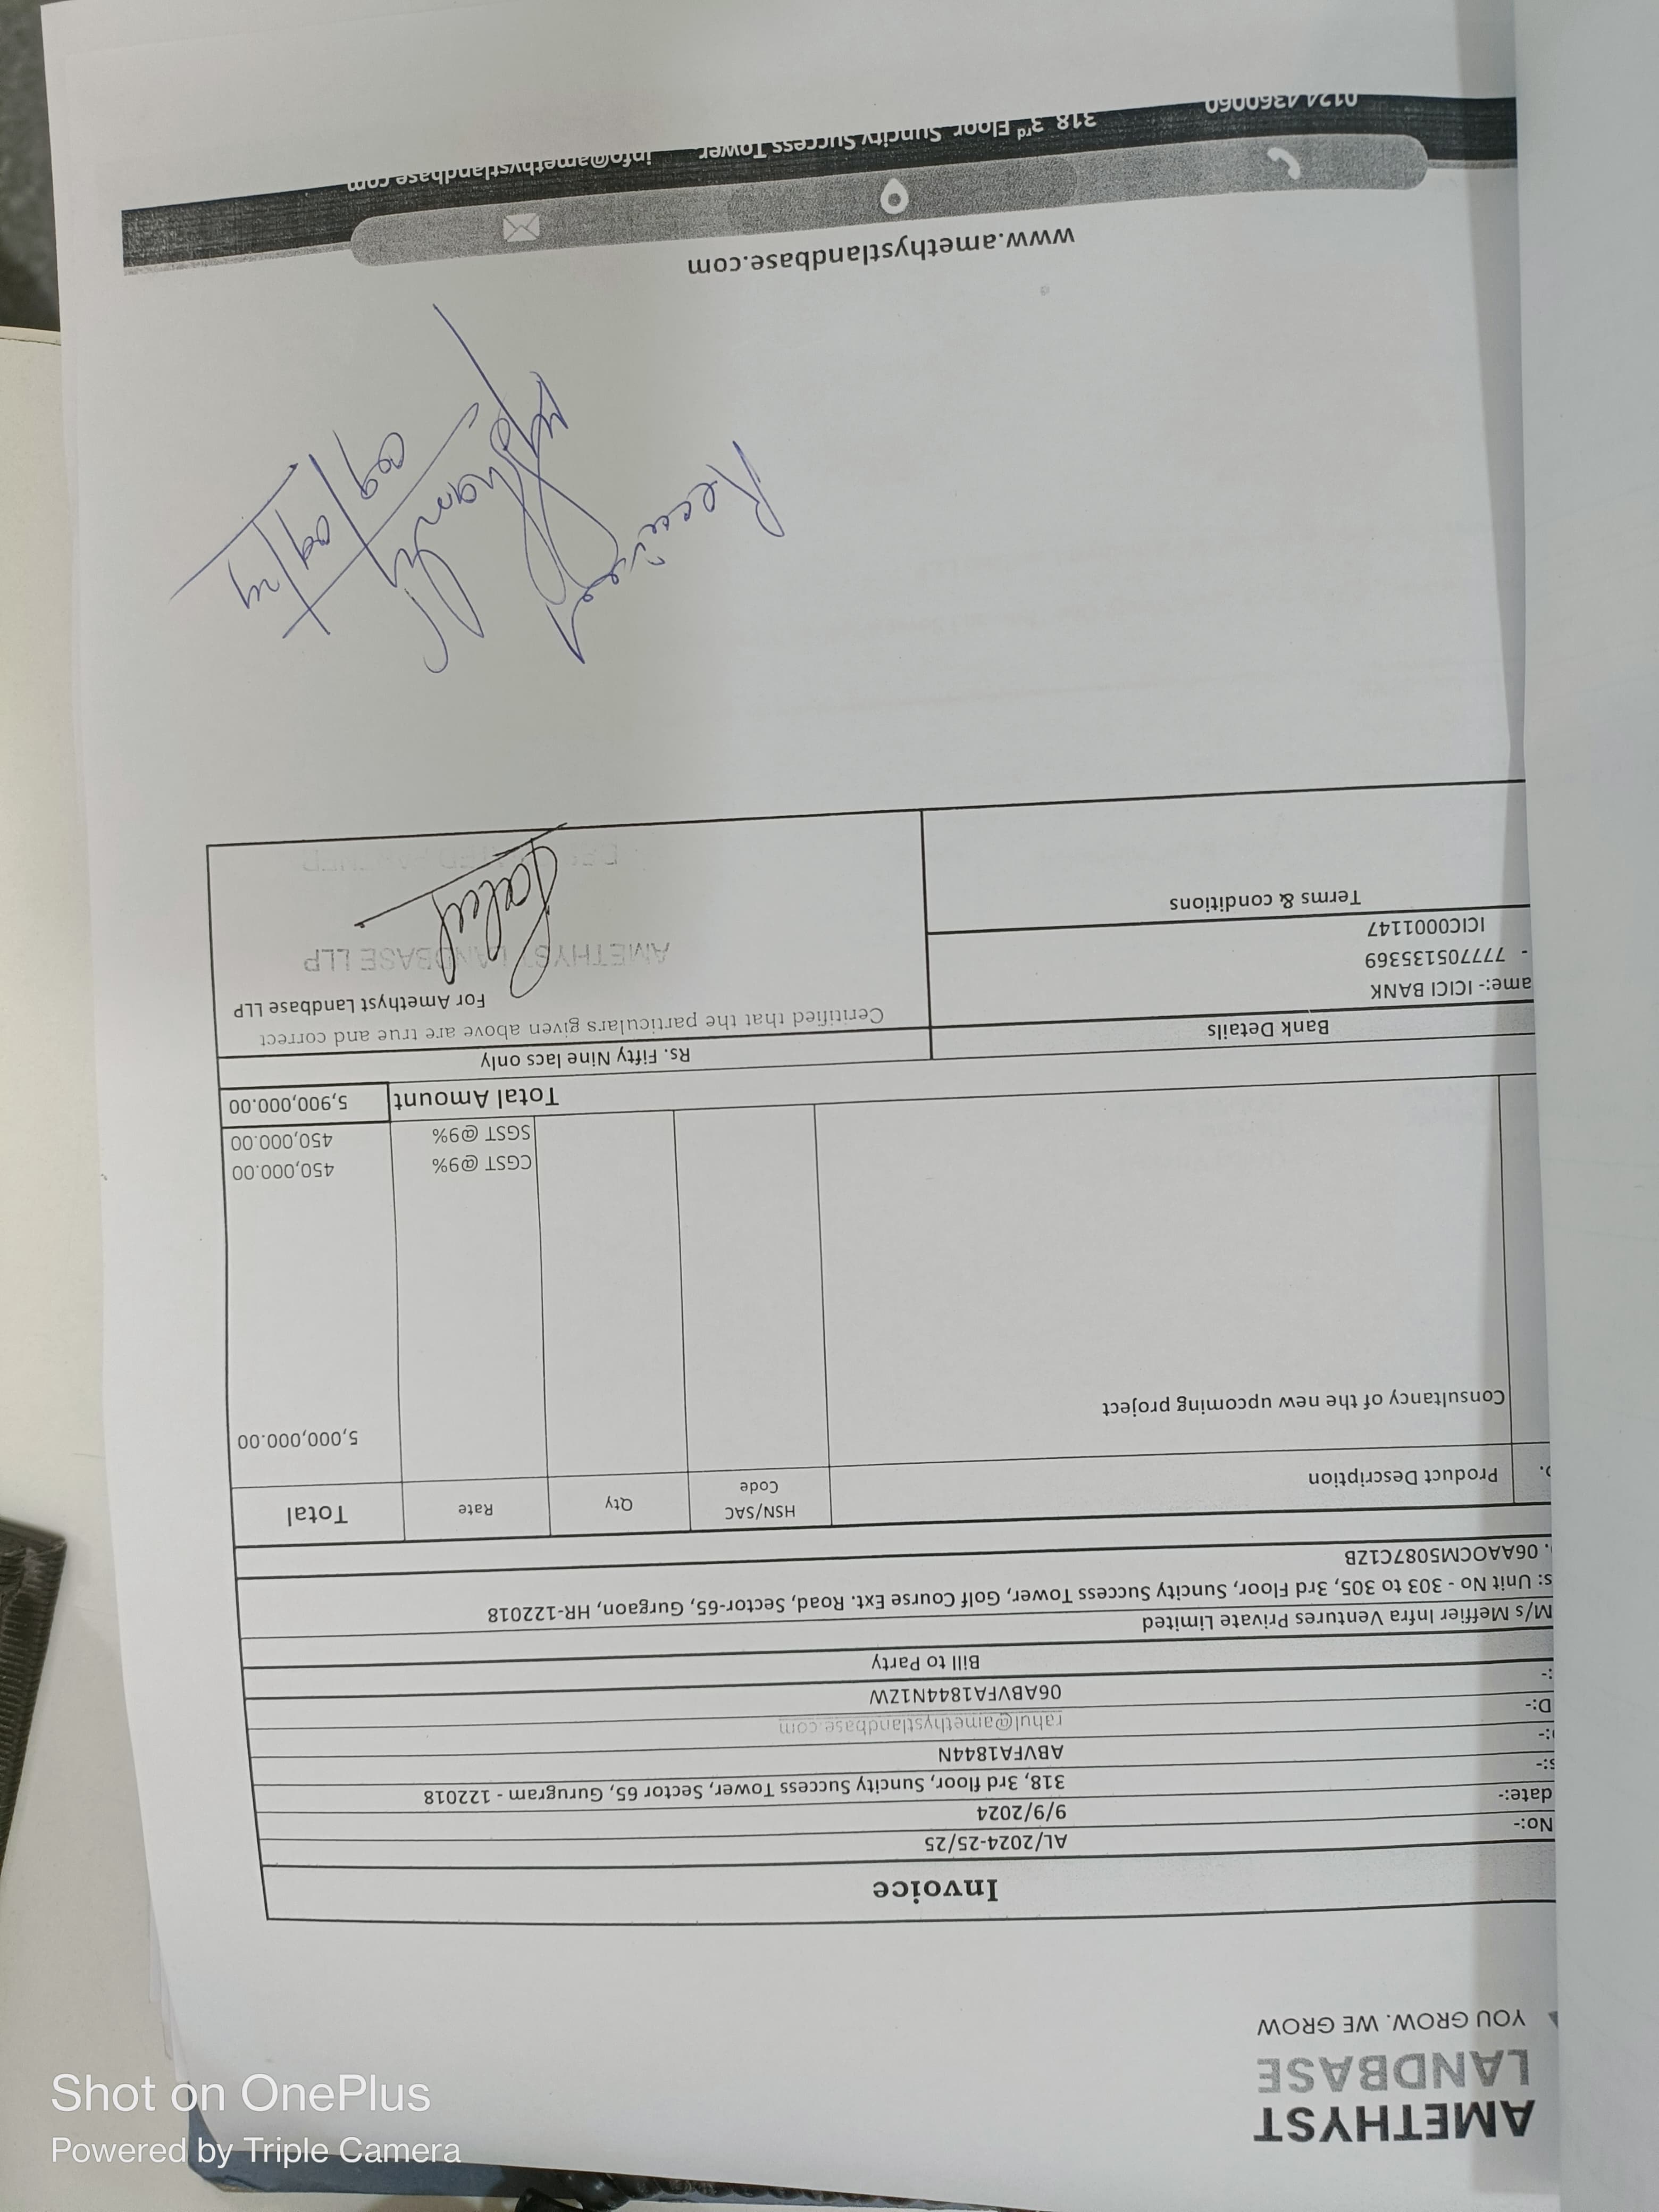 AMETHYST
LANDBASE
YOU GROW. WE GROW
Powered by Triple Camera
Shot on OnePlus
Invoice
No:- AL/2024-25/25
date:- 9/9/2024
s:- 318, 3rd floor, Suncity Success Tower, Sector 65, Gurugram - 122018
:- ABVFA1844N
D:- rahul@amethystlandbase.com
:- 06ABVFA1844N1ZW
Bill to Party
M/s Meffier Infra Ventures Private Limited
s: Unit No - 303 to 305, 3rd Floor, Suncity Success Tower, Golf Course Ext. Road, Sector-65, Gurgaon, HR-122018
. 06AAOCM5087C1ZB
Product Description HSN/SAC Code Qty Rate Total
Consultancy of the new upcoming project 5,000,000.00
CGST @9% 450,000.00
SGST @9% 450,000.00
Total Amount 5,900,000.00
Rs. Fifty Nine lacs only
Bank Details
Ceritified that the particulars given above are true and correct
ame:- ICICI BANK
For Amethyst Landbase LLP
- 777705135369
AMETHYST LANDBASE LLP
ICIC0001147
Rahul
Terms & conditions
Received
09/09/24
www.amethystlandbase.com
0124 4360060
318, 3rd Floor, Suncity Success Tower
info@amethystlandbase.com